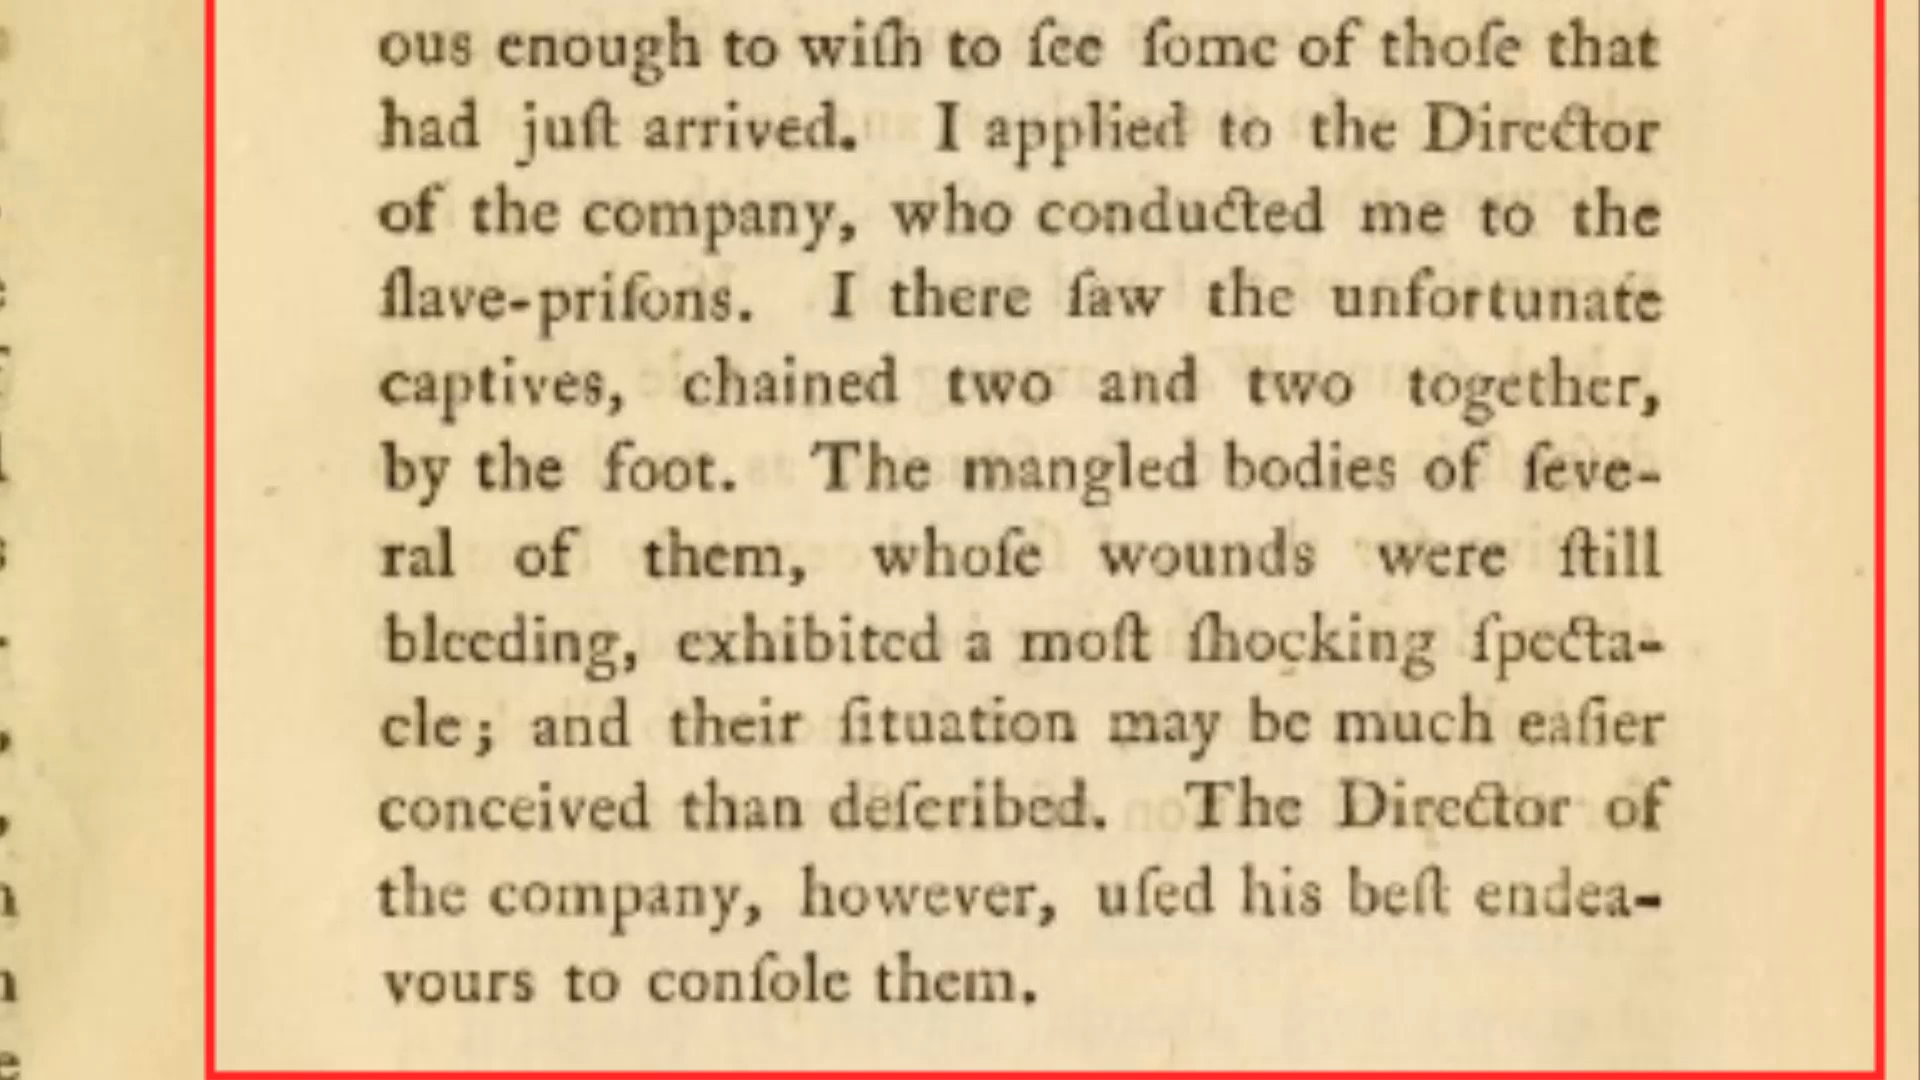 ous enough to wiſh to ſee ſome of thoſe that
had juſt arrived. I applied to the Director
of the company, who conducted me to the
ſlave-priſons. I there ſaw the unfortunate
captives, chained two and two together,
by the foot. The mangled bodies of ſeve-
ral of them, whoſe wounds were ſtill
bleeding, exhibited a moſt ſhocking ſpecta-
cle; and their ſituation may be much eaſier
conceived than deſcribed. The Director of
the company, however, uſed his beſt endea-
vours to conſole them.